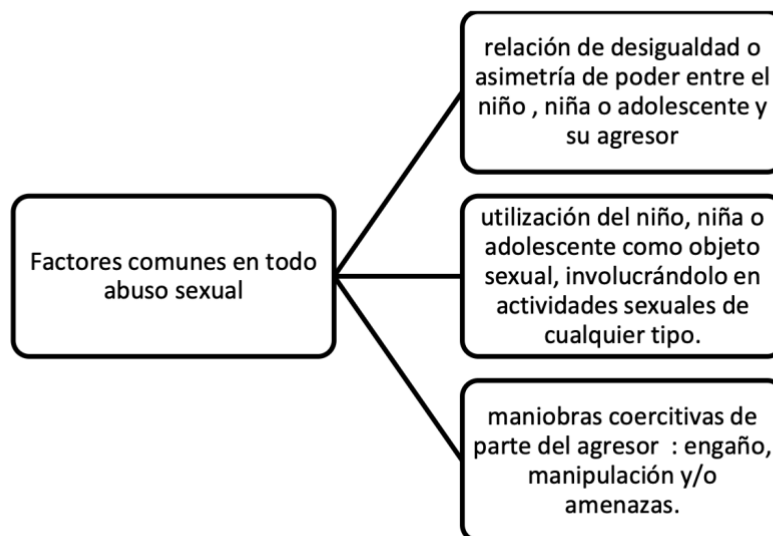 relación de desigualdad o
asimetría de poder entre el
niño , niña o adolescente y
su agresor
Factores comunes en todo
abuso sexual
utilización del niño, niña o
adolescente como objeto
sexual, involucrándolo en
actividades sexuales de
cualquier tipo.
maniobras coercitivas de
parte del agresor : engaño,
manipulación y/o
amenazas.